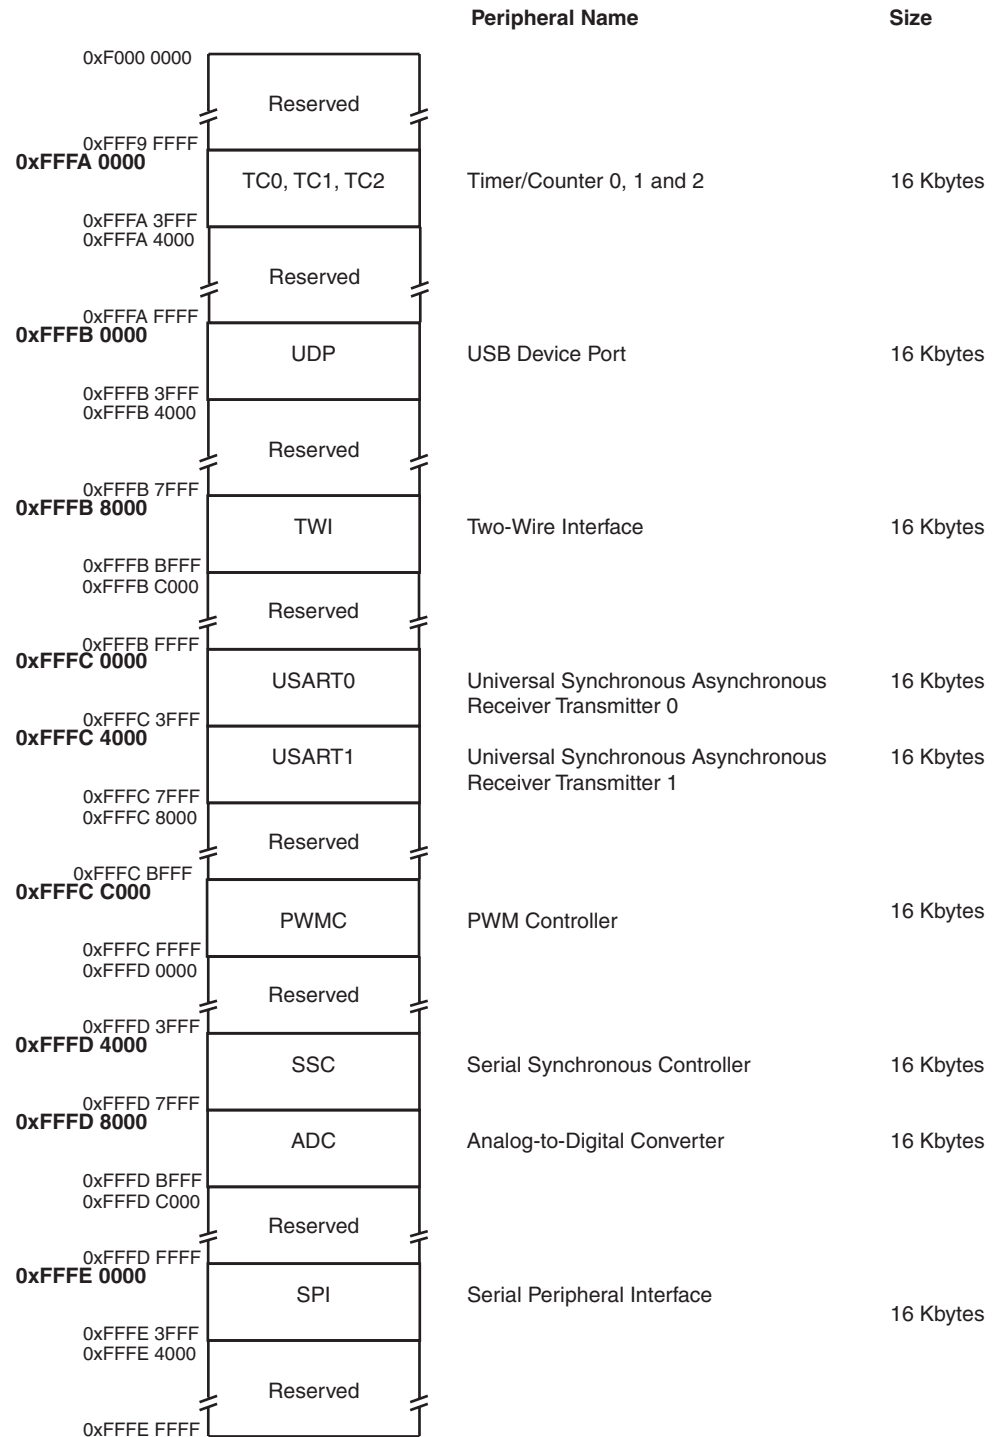 Peripheral Name Size
0xF000 0000
Reserved
0xFFF9 FFFF
0xFFFA 0000
TC0, TC1, TC2 Timer/Counter 0, 1 and 2 16 Kbytes
0xFFFA 3FFF
0xFFFA 4000
Reserved
0xFFFA FFFF
0xFFFB 0000
UDP USB Device Port 16 Kbytes
0xFFFB 3FFF
0xFFFB 4000
Reserved
0xFFFB 7FFF
0xFFFB 8000
TWI Two-Wire Interface 16 Kbytes
0xFFFB BFFF
0xFFFB C000
Reserved
0xFFFB FFFF
0xFFFC 0000
USART0 Universal Synchronous Asynchronous 16 Kbytes
Receiver Transmitter 0
0xFFFC 3FFF
0xFFFC 4000
USART1 Universal Synchronous Asynchronous 16 Kbytes
Receiver Transmitter 1
0xFFFC 7FFF
0xFFFC 8000
Reserved
0xFFFC BFFF
0xFFFC C000
PWMC PWM Controller 16 Kbytes
0xFFFC FFFF
0xFFFD 0000
Reserved
0xFFFD 3FFF
0xFFFD 4000
SSC Serial Synchronous Controller 16 Kbytes
0xFFFD 7FFF
0xFFFD 8000
ADC Analog-to-Digital Converter 16 Kbytes
0xFFFD BFFF
0xFFFD C000
Reserved
0xFFFD FFFF
0xFFFE 0000
SPI Serial Peripheral Interface
16 Kbytes
0xFFFE 3FFF
0xFFFE 4000
Reserved
0xFFFE FFFF